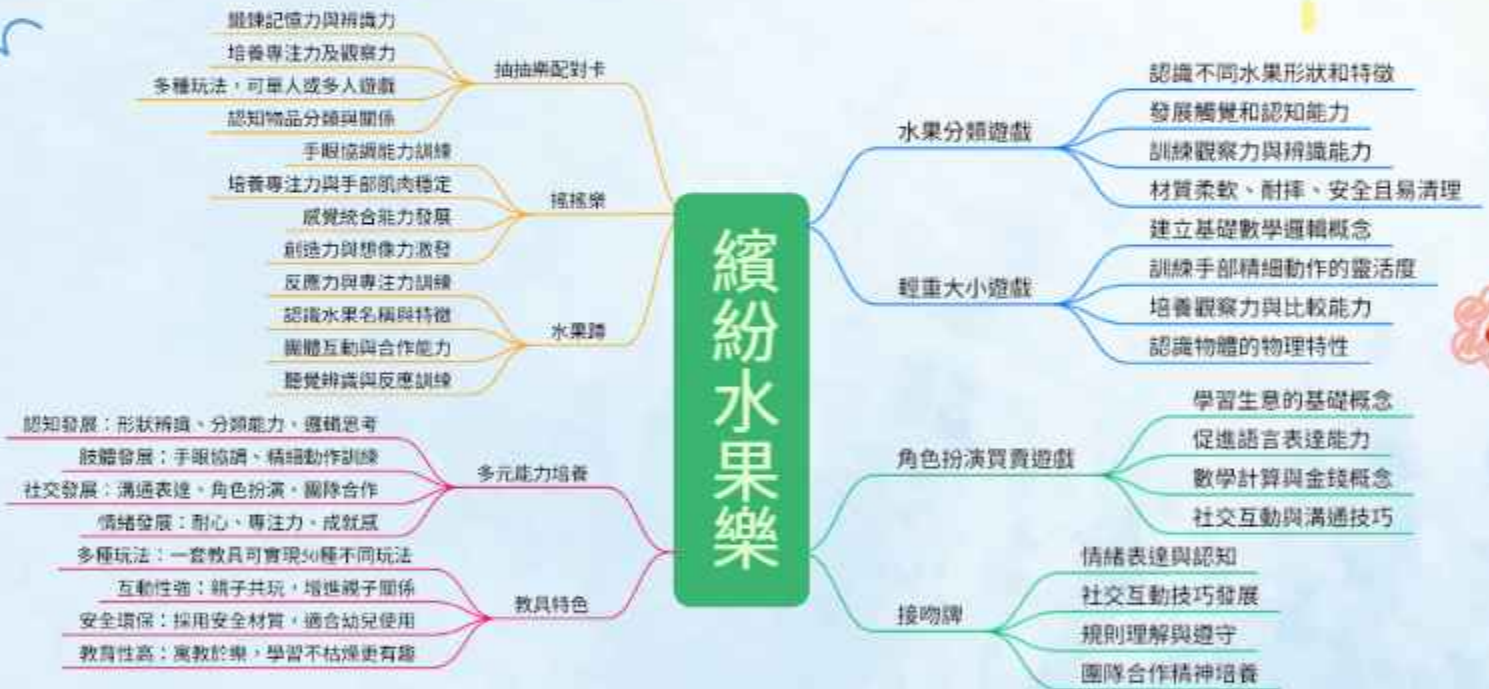 繽紛水果樂
抽抽樂配對卡
鍛鍊記憶力與辨識力
培養專注力及觀察力
多種玩法，可單人或多人遊戲
認知物品分類與關係
搖搖樂
手眼協調能力訓練
培養專注力與手部肌肉穩定
感覺統合能力發展
創造力與想像力激發
水果蹲
反應力與專注力訓練
認識水果名稱與特徵
團體互動與合作能力
聽覺辨識與反應訓練
多元能力培養
認知發展：形狀辨識、分類能力、邏輯思考
肢體發展：手眼協調、精細動作訓練
社交發展：溝通表達、角色扮演、團隊合作
情緒發展：耐心、專注力、成就感
教具特色
多種玩法：一套教具可實現50種不同玩法
互動性強：親子共玩，增進親子關係
安全環保：採用安全材質，適合幼兒使用
教育性高：寓教於樂，學習不枯燥更有趣
水果分類遊戲
認識不同水果形狀和特徵
發展觸覺和認知能力
訓練觀察力與辨識能力
材質柔軟、耐摔、安全且易清理
輕重大小遊戲
建立基礎數學邏輯概念
訓練手部精細動作的靈活度
培養觀察力與比較能力
認識物體的物理特性
角色扮演買賣遊戲
學習生意的基礎概念
促進語言表達能力
數學計算與金錢概念
社交互動與溝通技巧
接吻牌
情緒表達與認知
社交互動技巧發展
規則理解與遵守
團隊合作精神培養